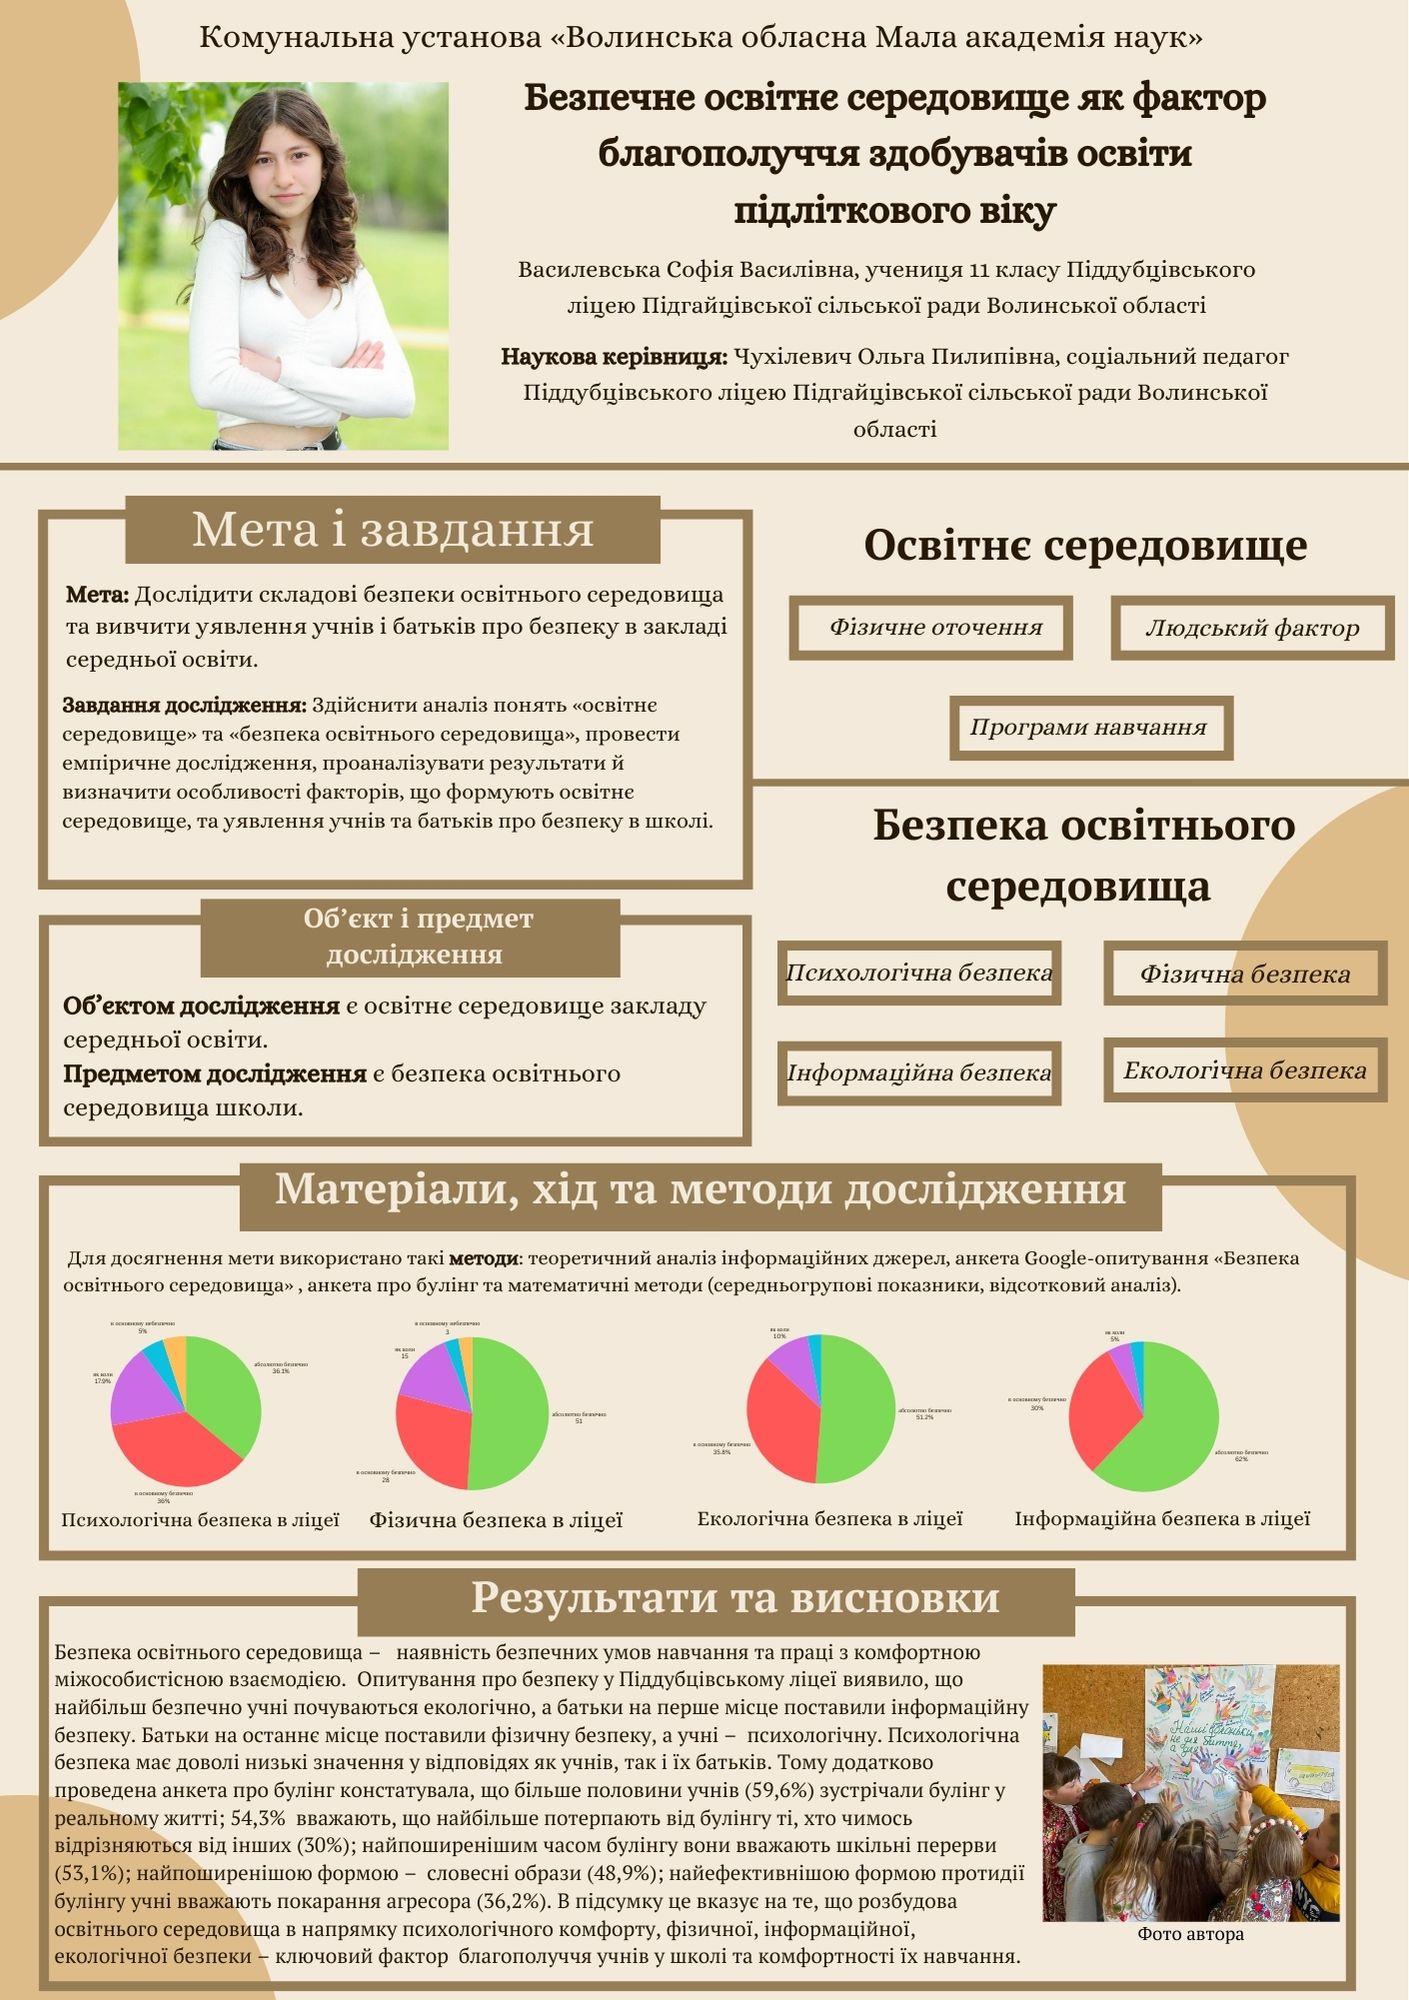 Комунальна установа «Волинська обласна Мала академія наук»
Безпечне освітнє середовище як фактор
благополуччя здобувачів освіти
підліткового віку
Василевська Софія Василівна, учениця 11 класу Піддубцівського
ліцею Підгайцівської сільської ради Волинської області
Наукова керівниця: Чухілевич Ольга Пилипівна, соціальний педагог
Піддубцівського ліцею Підгайцівської сільської ради Волинської
області
Мета і завдання
Мета: Дослідити складові безпеки освітнього середовища
та вивчити уявлення учнів і батьків про безпеку в закладі
середньої освіти.
Завдання дослідження: Здійснити аналіз понять «освітнє
середовище» та «безпека освітнього середовища», провести
емпіричне дослідження, проаналізувати результати й
визначити особливості факторів, що формують освітнє
середовище, та уявлення учнів та батьків про безпеку в школі.
Освітнє середовище
Фізичне оточення
Людський фактор
Програми навчання
Безпека освітнього
середовища
Психологічна безпека
Фізична безпека
Інформаційна безпека
Екологічна безпека
Об’єкт і предмет
дослідження
Об’єктом дослідження є освітнє середовище закладу
середньої освіти.
Предметом дослідження є безпека освітнього
середовища школи.
Матеріали, хід та методи дослідження
Для досягнення мети використано такі методи: теоретичний аналіз інформаційних джерел, анкета Google-опитування «Безпека
освітнього середовища» , анкета про булінг та математичні методи (середньогрупові показники, відсотковий аналіз).
в основному небезпечно
5%
як коли
17.9%
абсолютно безпечно
36.1%
в основному безпечно
36%
Психологічна безпека в ліцеї
в основному небезпечно
3
як коли
15
абсолютно безпечно
51
в основному безпечно
28
Фізична безпека в ліцеї
як коли
10%
абсолютно безпечно
51.2%
в основному безпечно
35.8%
Екологічна безпека в ліцеї
як коли
5%
в основному безпечно
30%
абсолютно безпечно
62%
Інформаційна безпека в ліцеї
Результати та висновки
Безпека освітнього середовища – наявність безпечних умов навчання та праці з комфортною
міжособистісною взаємодією. Опитування про безпеку у Піддубцівському ліцеї виявило, що
найбільш безпечно учні почуваються екологічно, а батьки на перше місце поставили інформаційну
безпеку. Батьки на останнє місце поставили фізичну безпеку, а учні – психологічну. Психологічна
безпека має доволі низькі значення у відповідях як учнів, так і їх батьків. Тому додатково
проведена анкета про булінг констатувала, що більше половини учнів (59,6%) зустрічали булінг у
реальному житті; 54,3% вважають, що найбільше потерпають від булінгу ті, хто чимось
відрізняються від інших (30%); найпоширенішим часом булінгу вони вважають шкільні перерви
(53,1%); найпоширенішою формою – словесні образи (48,9%); найефективнішою формою протидії
булінгу учні вважають покарання агресора (36,2%). В підсумку це вказує на те, що розбудова
освітнього середовища в напрямку психологічного комфорту, фізичної, інформаційної,
екологічної безпеки – ключовий фактор благополуччя учнів у школі та комфортності їх навчання.
Наші долоньки
не для биття,
а для...
Фото автора